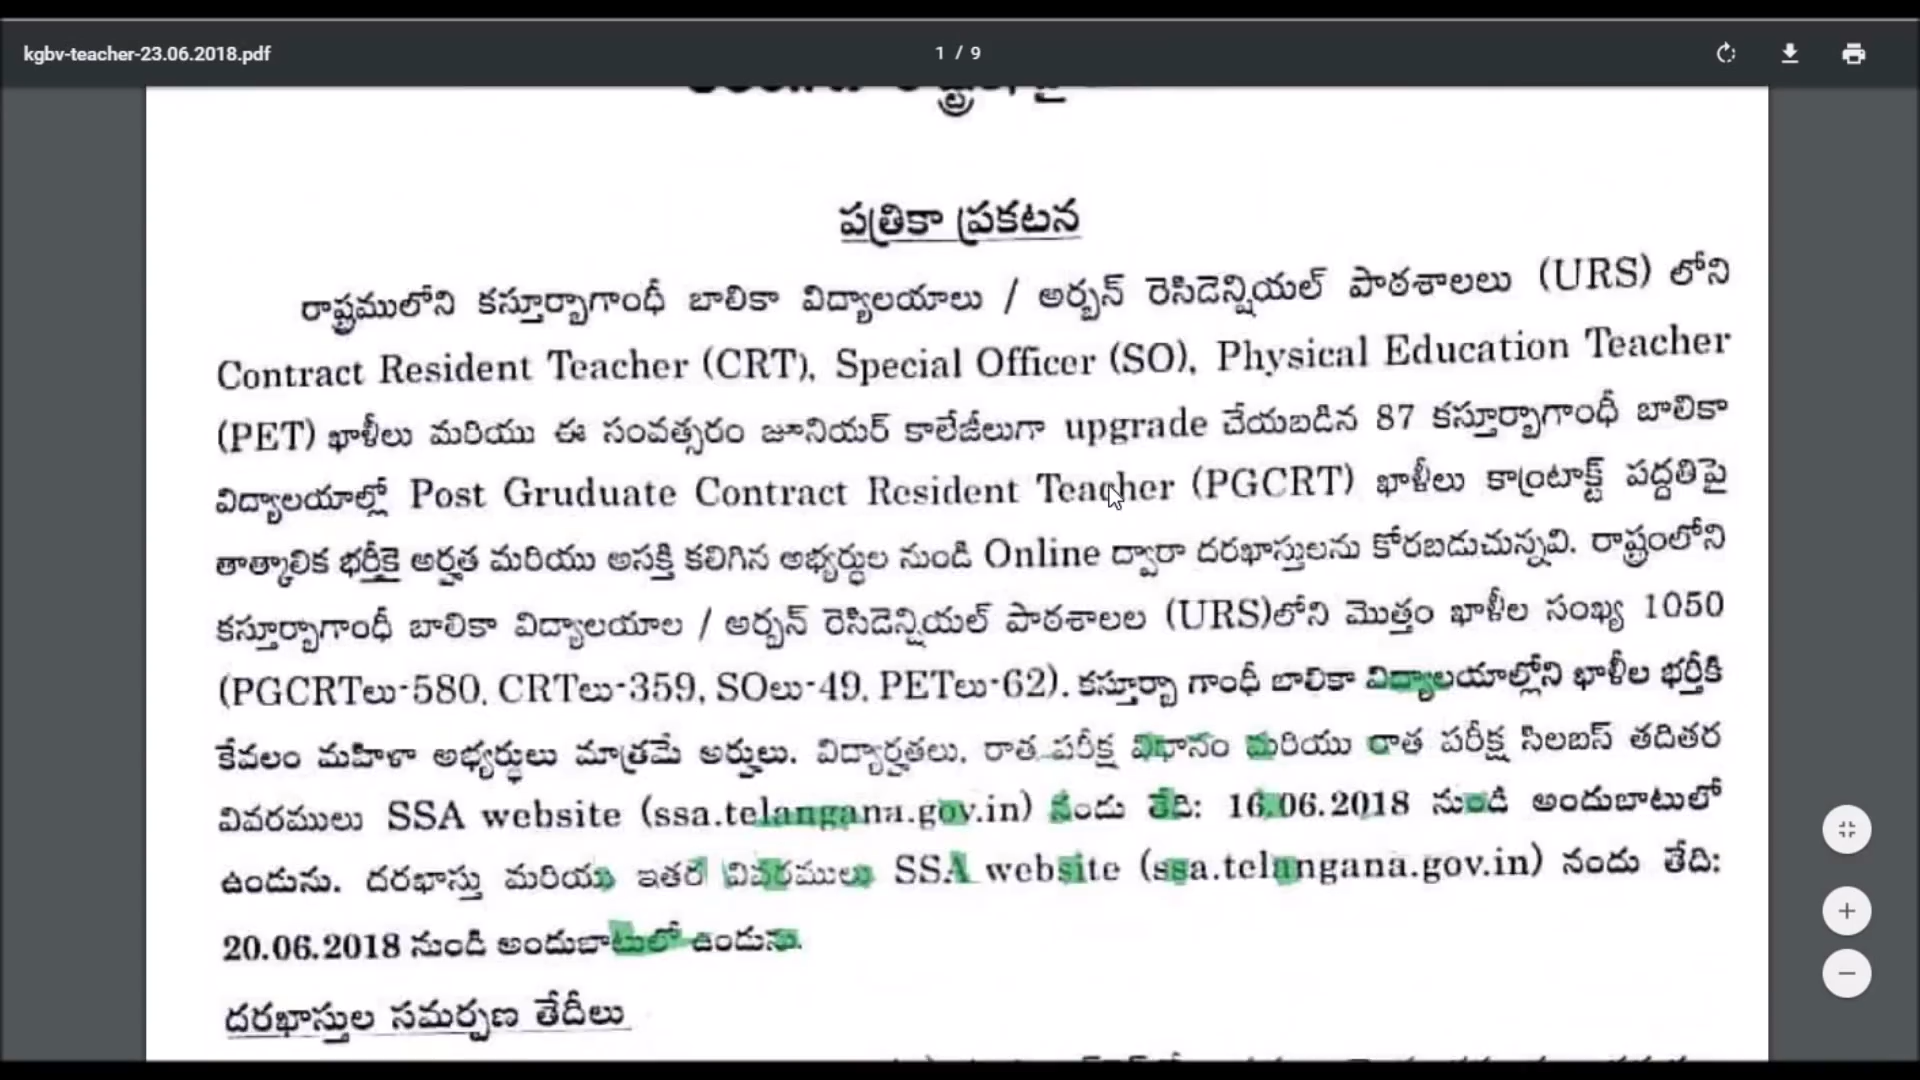 kgbv-teacher-23.06.2018.pdf
1 / 9
పత్రికా ప్రకటన
రాష్ట్రములోని కస్తూర్బాగాంధీ బాలికా విద్యాలయాలు / అర్బన్ రెసిడెన్షియల్ పాఠశాలలు (URS) లోని
Contract Resident Teacher (CRT), Special Officer (SO), Physical Education Teacher
(PET) ఖాళీలు మరియు ఈ సంవత్సరం జూనియర్ కాలేజీలుగా upgrade చేయబడిన 87 కస్తూర్బాగాంధీ బాలికా
విద్యాలయాల్లో Post Gruduate Contract Resident Teacher (PGCRT) ఖాళీలు కాంట్రాక్ట్ పద్దతిపై
తాత్కాలిక భర్తీకై అర్హత మరియు అసక్తి కలిగిన అభ్యర్ధుల నుండి Online ద్వారా దరఖాస్తులను కోరబడుచున్నవి. రాష్ట్రంలోని
కస్తూర్బాగాంధీ బాలికా విద్యాలయాల / అర్బన్ రెసిడెన్షియల్ పాఠశాలల (URS)లోని మొత్తం ఖాళీల సంఖ్య 1050
(PGCRTలు-580, CRTలు-359, SOలు-49, PETలు-62). కస్తూర్బా గాంధీ బాలికా విద్యాలయాల్లోని ఖాళీల భర్తీకి
కేవలం మహిళా అభ్యర్ధులు మాత్రమే అర్హులు. విద్యార్హతలు, రాత పరీక్ష విధానం మరియు రాత పరీక్ష సిలబస్ తదితర
వివరములు SSA website (ssa.telangana.gov.in) నందు తేది: 16.06.2018 నుండి అందుబాటులో
ఉండును. దరఖాస్తు మరియు ఇతర వివరములు SSA website (ssa.telangana.gov.in) నందు తేది:
20.06.2018 నుండి అందుబాటులో ఉండును.
దరఖాస్తుల సమర్పణ తేదీలు